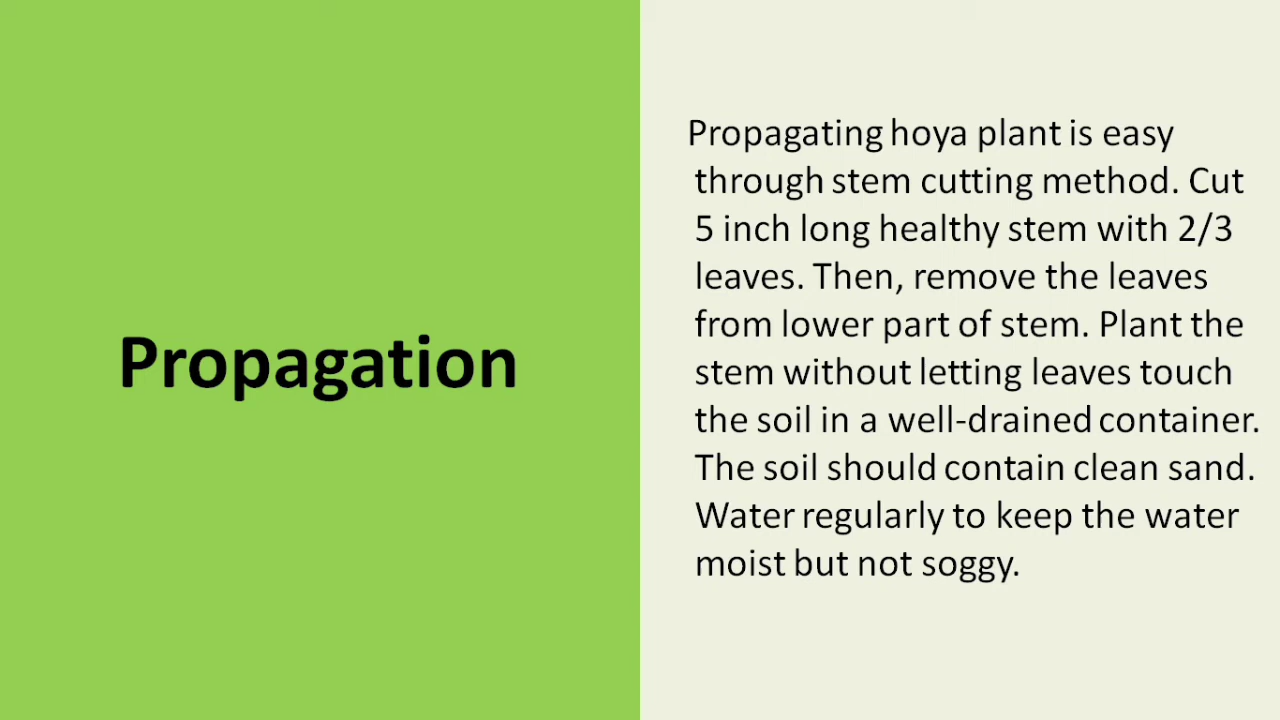 Propagation
Propagating hoya plant is easy
through stem cutting method. Cut
5 inch long healthy stem with 2/3
leaves. Then, remove the leaves
from lower part of stem. Plant the
stem without letting leaves touch
the soil in a well-drained container.
The soil should contain clean sand.
Water regularly to keep the water
moist but not soggy.